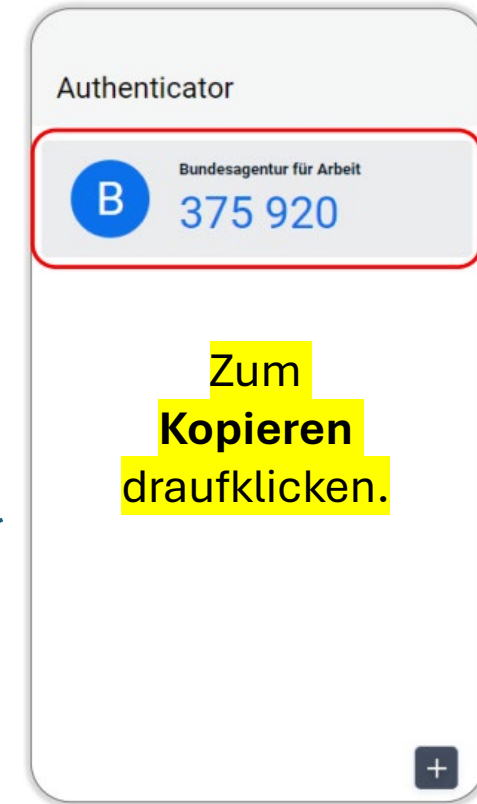 Authenticator
B
Bundesagentur für Arbeit
375 920
Zum
Kopieren
draufklicken.
+